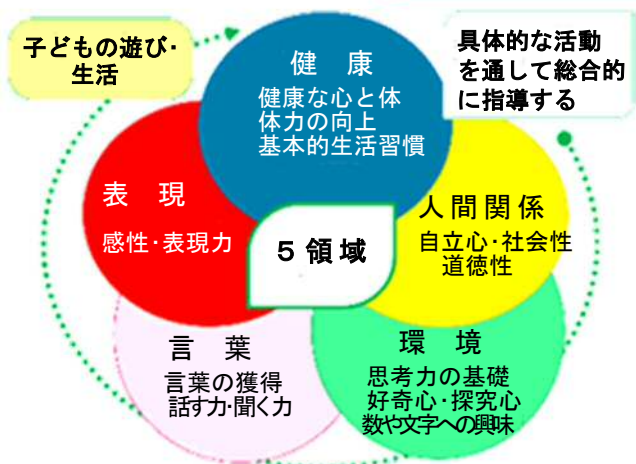 子どもの遊び・
生活
具体的な活動
を通して総合的
に指導する
健　康
健康な心と体
体力の向上
基本的生活習慣
表　現
感性・表現力
人間関係
自立心・社会性
道徳性
５領域
言　葉
言葉の獲得
話す力・聞く力
環　境
思考力の基礎
好奇心・探究心
数や文字への興味